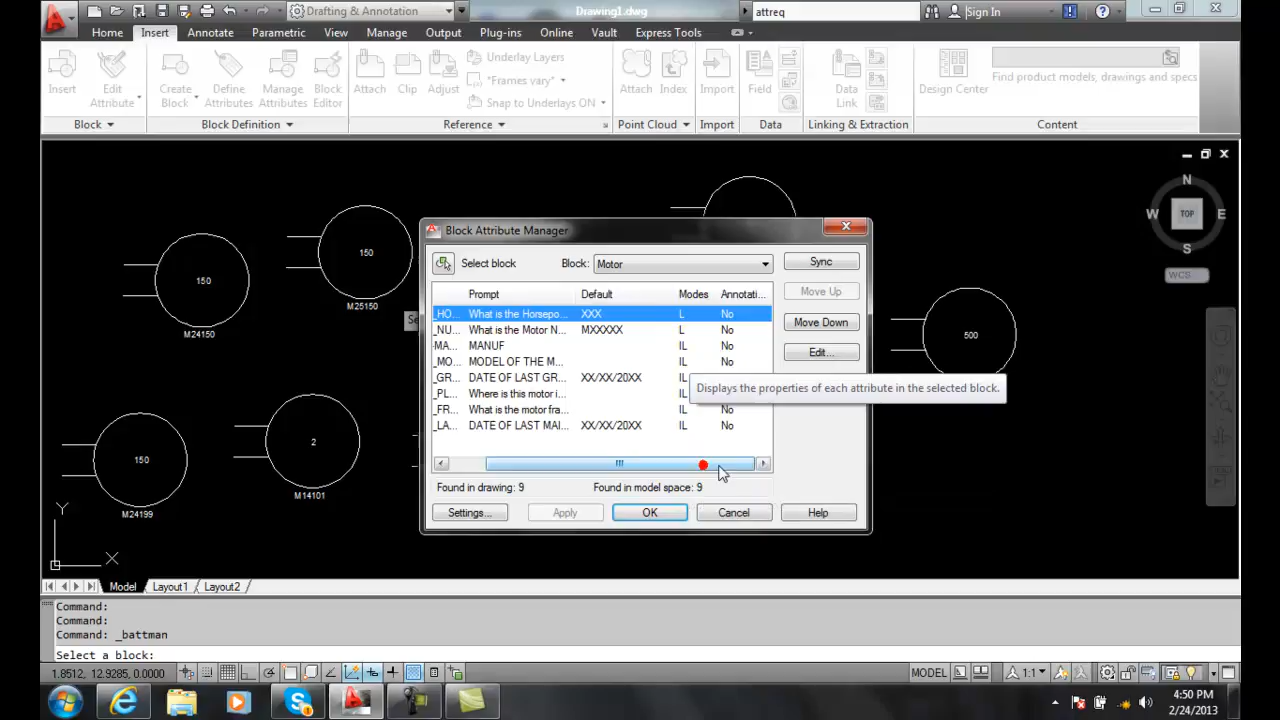 Drafting & Annotation
Drawing1.dwg
attreq
Sign In
Home Insert Annotate Parametric View Manage Output Plug-ins Online Vault Express Tools
Insert
Edit
Attribute
Create
Block
Define
Attributes
Manage
Attributes
Block
Editor
Attach
Clip
Adjust
Underlay Layers
*Frames vary*
Snap to Underlays ON
Attach
Index
Import
Field
Data
Link
Design Center
Find product models, drawings and specs
Block
Block Definition
Reference
Point Cloud
Import
Data
Linking & Extraction
Content
N
W TOP E
S
WCS
150
M24150
150
M25150
500
150
M24199
2
M14101
Y
X
Block Attribute Manager
Select block
Block: Motor
Sync
Move Up
Move Down
Edit...
Prompt Default Modes Annotati...
_HO... What is the Horsepo... XXX L No
_NU... What is the Motor N... MXXXXX L No
MA... MANUF IL No
_MO... MODEL OF THE M... IL No
_GR... DATE OF LAST GR... XX/XX/20XX IL
_PL... Where is this motor i... IL
_FR... What is the motor fra... IL No
_LA... DATE OF LAST MAI... XX/XX/20XX IL No
Displays the properties of each attribute in the selected block.
Found in drawing: 9 Found in model space: 9
Settings... Apply OK Cancel Help
Model Layout1 Layout2
Command:
Command:
Command: _battman
Select a block:
1.8512, 12.9285, 0.0000
MODEL
1:1
4:50 PM
2/24/2013